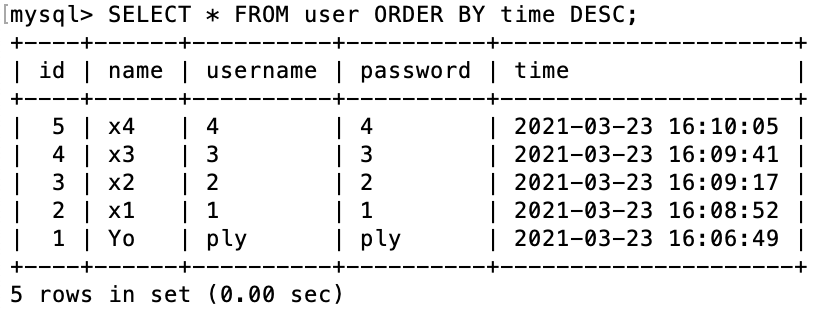 [mysql> SELECT * FROM user ORDER BY time DESC;
+----+------+----------+----------+---------------------+
| id | name | username | password | time                |
+----+------+----------+----------+---------------------+
|  5 | x4   | 4        | 4        | 2021-03-23 16:10:05 |
|  4 | x3   | 3        | 3        | 2021-03-23 16:09:41 |
|  3 | x2   | 2        | 2        | 2021-03-23 16:09:17 |
|  2 | x1   | 1        | 1        | 2021-03-23 16:08:52 |
|  1 | Yo   | ply      | ply      | 2021-03-23 16:06:49 |
+----+------+----------+----------+---------------------+
5 rows in set (0.00 sec)